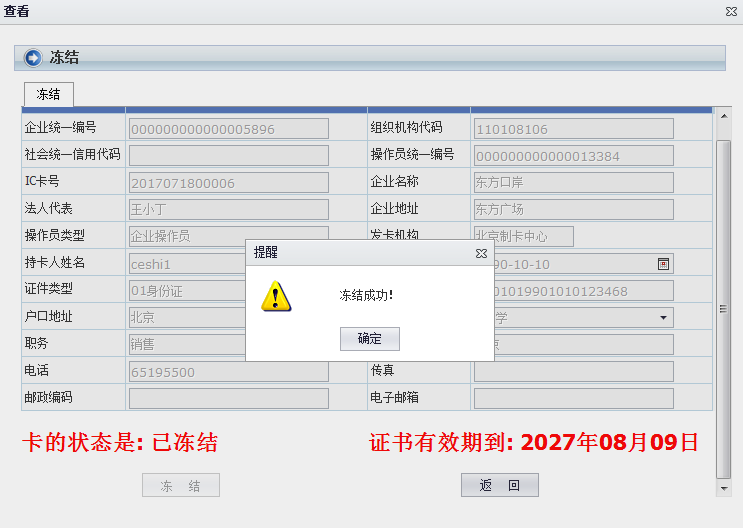 查看
冻结
冻结
企业统一编号 000000000000005896 组织机构代码 110108106
社会统一信用代码 操作员统一编号 000000000000013384
IC卡号 2017071800006 企业名称 东方口岸
法人代表 王小丁 企业地址 东方广场
操作员类型 企业操作员 发卡机构 北京制卡中心
提醒
持卡人姓名 ceshi1 90-10-10
证件类型 01身份证 01019901010123468
冻结成功!
户口地址 北京 学
职务 销售 京
确定
电话 65195500 传真
邮政编码 电子邮箱
卡的状态是: 已冻结 证书有效期到: 2027年08月09日
冻 结 返 回